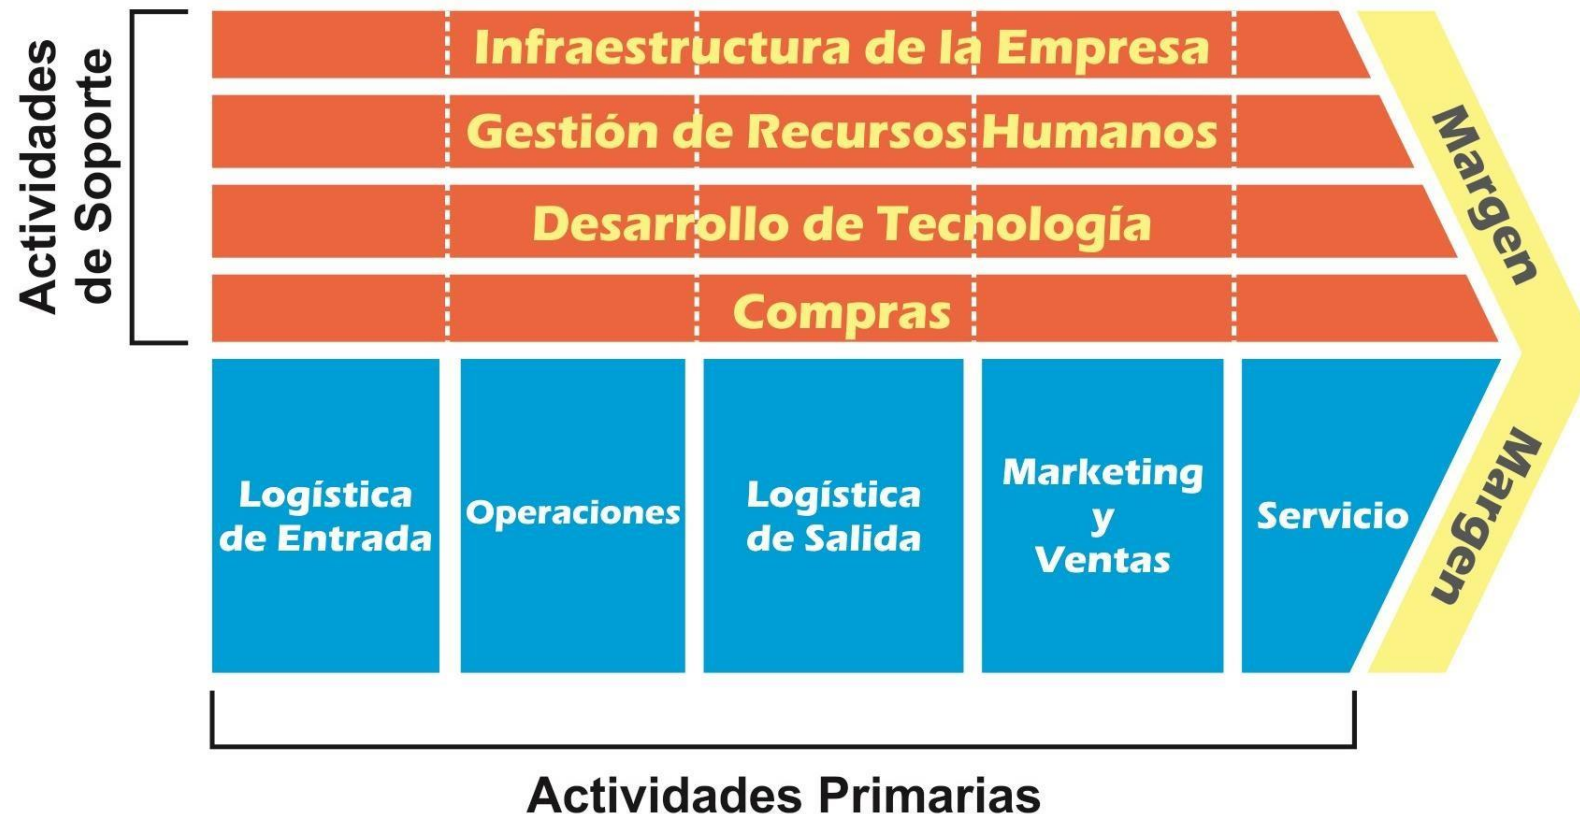 Actividades
de Soporte
Infraestructura de la Empresa
Gestión de Recursos Humanos
Desarrollo de Tecnología
Compras
Margen
Logística
de Entrada
Operaciones
Logística
de Salida
Marketing
y
Ventas
Servicio
Margen
Actividades Primarias